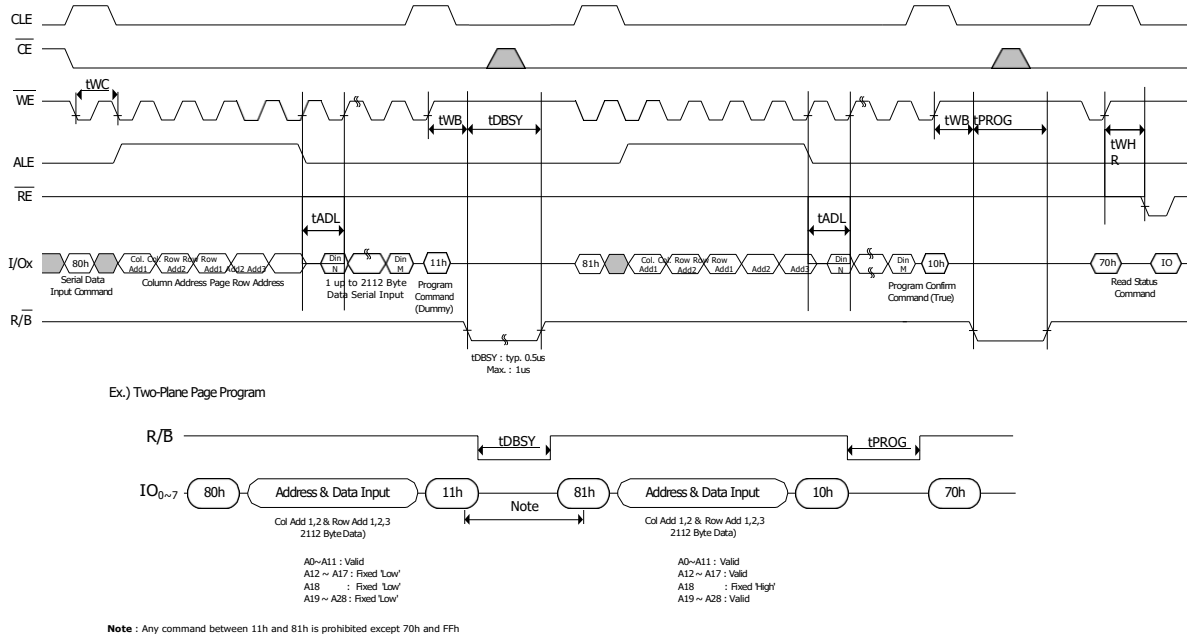 CLE
CE
tWC
WE
tWB
tDBSY
tWB
tPROG
tWH
R
ALE
RE
tADL
tADL
I/Ox
80h
Col. Col. Row Row Row
Add1 Add2 Add1 Add2 Add3
Din
N
Din
M
11h
81h
Col. Col. Row Row Row
Add1 Add2 Add1 Add2 Add3
Din
N
Din
M
10h
70h
IO
Serial Data
Input Command
Column Address Page Row Address
1 up to 2112 Byte
Data Serial Input
Program
Command
(Dummy)
Program Confirm
Command (True)
Read Status
Command
R/B
tDBSY : typ. 0.5us
Max. : 1us
Ex.) Two-Plane Page Program
R/B
tDBSY
tPROG
IO0~7
80h
Address & Data Input
11h
Note
81h
Address & Data Input
10h
70h
Col Add 1,2 & Row Add 1,2,3
2112 Byte Data)
Col Add 1,2 & Row Add 1,2,3
2112 Byte Data)
A0~A11 : Valid
A12 ~ A17 : Fixed 'Low'
A18 : Fixed 'Low'
A19 ~ A28 : Fixed 'Low'
A0~A11 : Valid
A12 ~ A17 : Valid
A18 : Fixed 'High'
A19 ~ A28 : Valid
Note : Any command between 11h and 81h is prohibited except 70h and FFh